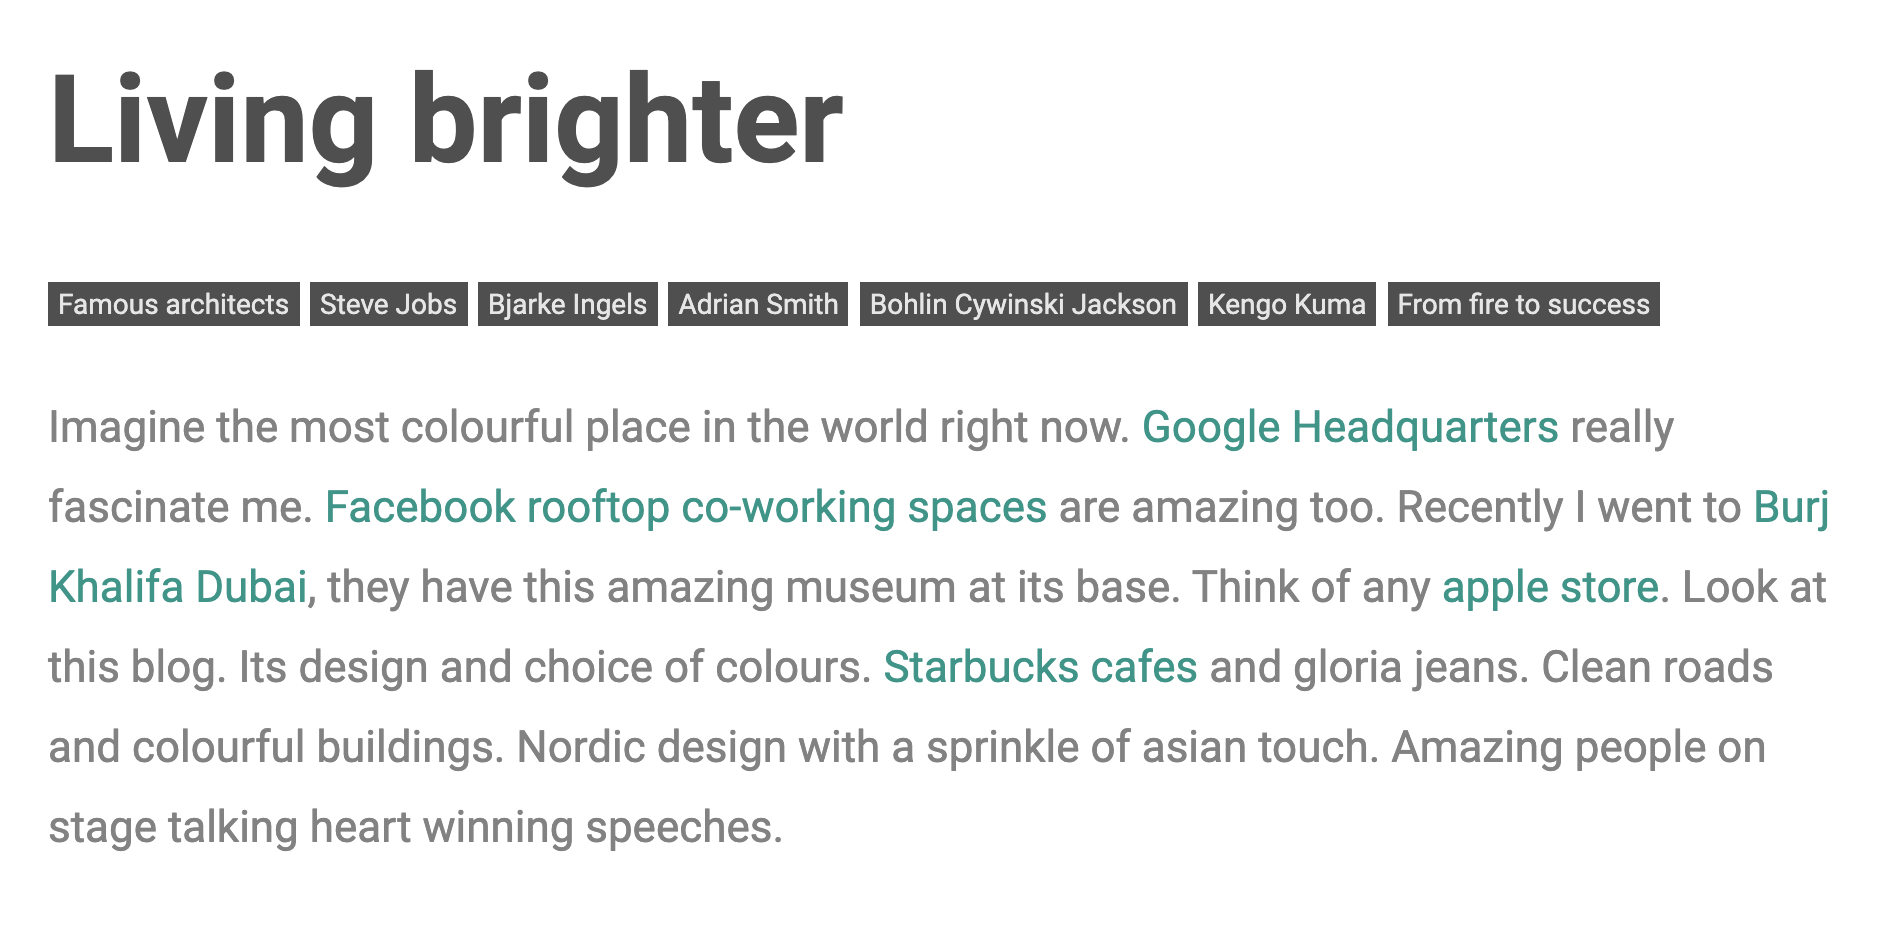 Living brighter
Famous architects Steve Jobs Bjarke Ingels Adrian Smith Bohlin Cywinski Jackson Kengo Kuma From fire to success
Imagine the most colourful place in the world right now. Google Headquarters really
fascinate me. Facebook rooftop co-working spaces are amazing too. Recently I went to Burj
Khalifa Dubai, they have this amazing museum at its base. Think of any apple store. Look at
this blog. Its design and choice of colours. Starbucks cafes and gloria jeans. Clean roads
and colourful buildings. Nordic design with a sprinkle of asian touch. Amazing people on
stage talking heart winning speeches.